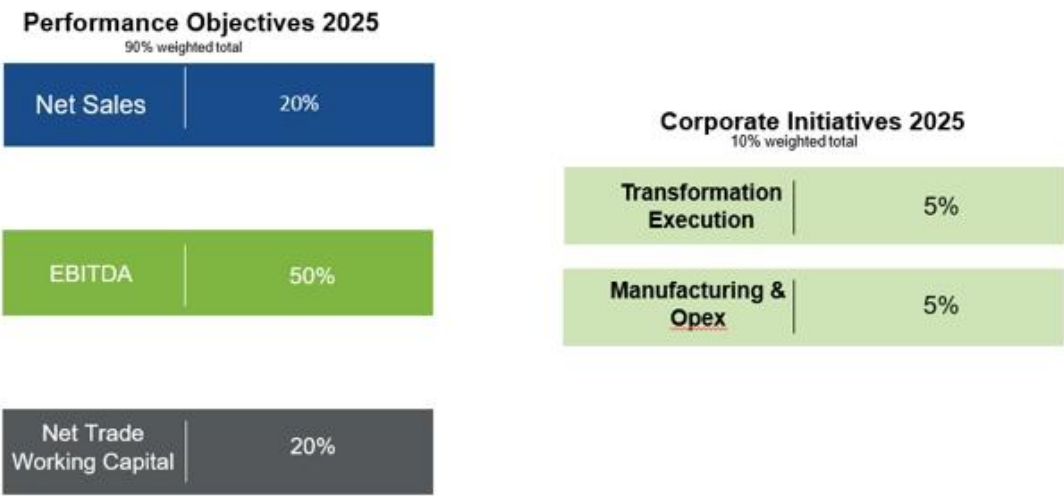 Performance Objectives 2025
90% weighted total
Net Sales
20%
EBITDA
50%
Net Trade
Working Capital
20%
Corporate Initiatives 2025
10% weighted total
Transformation
Execution
5%
Manufacturing &
Opex
5%